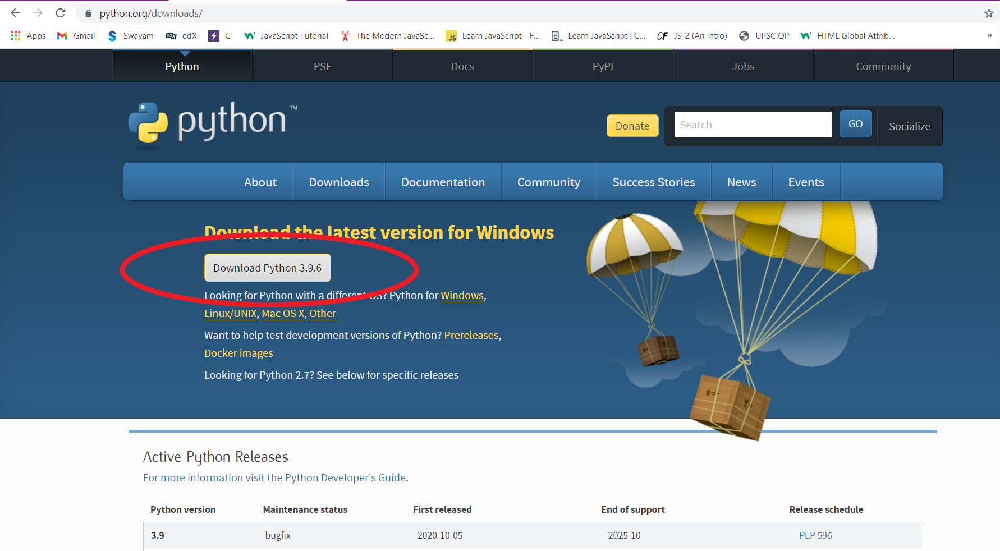 python.org/downloads/
Apps Gmail Swayam edX C JavaScript Tutorial The Modern JavaSc... Learn JavaScript - F... Learn JavaScript | C... JS-2 (An Intro) UPSC QP HTML Global Attrib... »
Python PSF Docs PyPI Jobs Community
python™
Donate Search GO Socialize
About Downloads Documentation Community Success Stories News Events
Download the latest version for Windows
Download Python 3.9.6
Looking for Python with a different OS? Python for Windows,
Linux/UNIX, Mac OS X, Other
Want to help test development versions of Python? Prereleases,
Docker images
Looking for Python 2.7? See below for specific releases
Active Python Releases
For more information visit the Python Developer's Guide.
Python version Maintenance status First released End of support Release schedule
3.9 bugfix 2020-10-05 2025-10 PEP 596